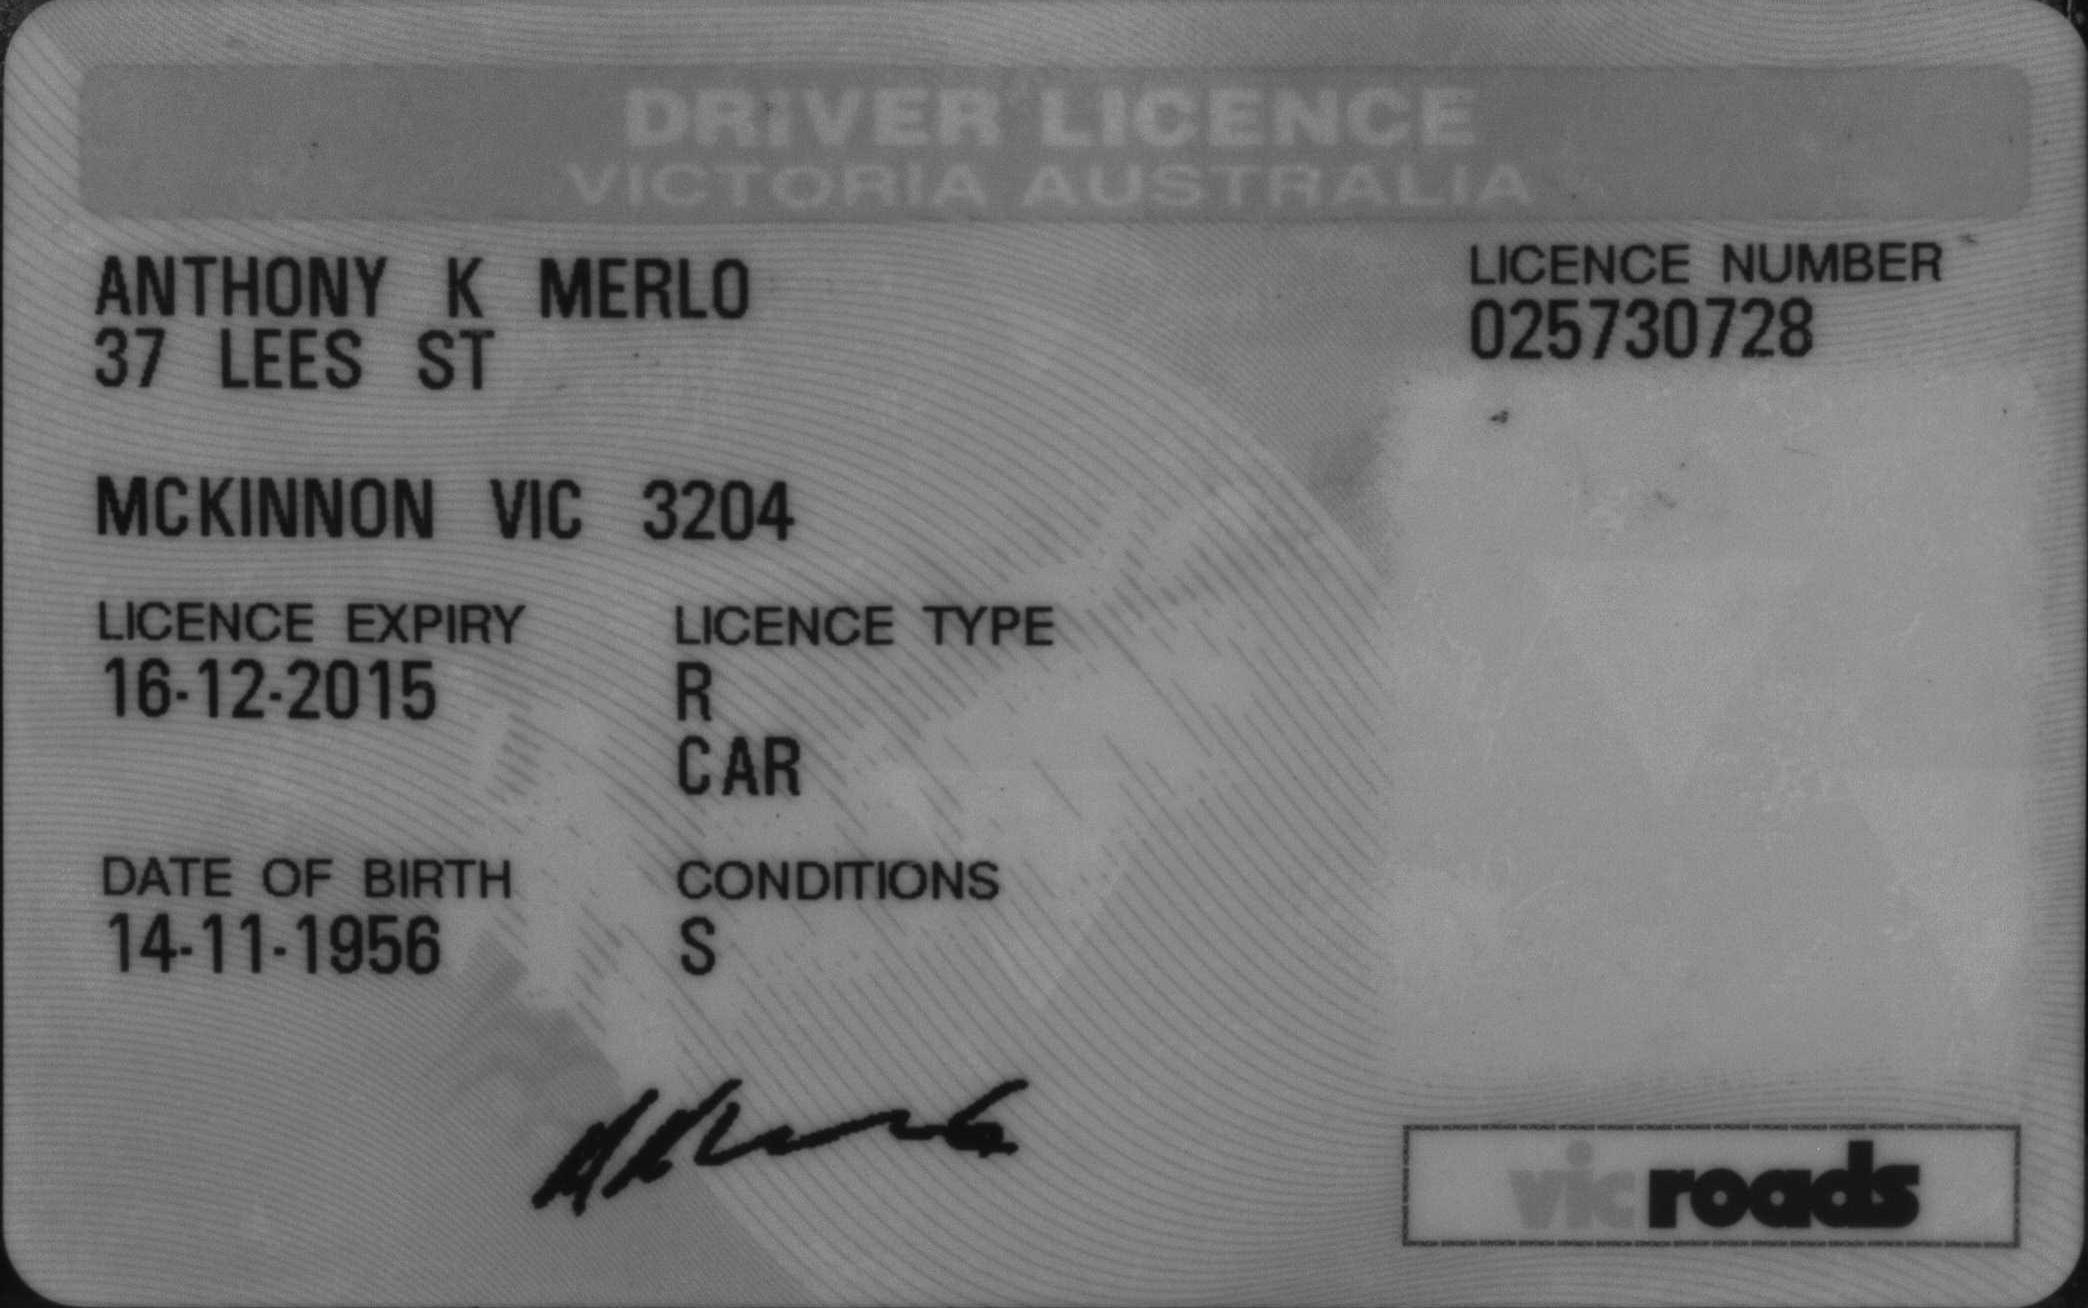 DRIVER LICENCE
VICTORIA AUSTRALIA
ANTHONY K MERLO
37 LEES ST
MCKINNON VIC 3204
LICENCE NUMBER
025730728
LICENCE EXPIRY
16-12-2015
LICENCE TYPE
R
CAR
DATE OF BIRTH
14-11-1956
CONDITIONS
S
vicroads